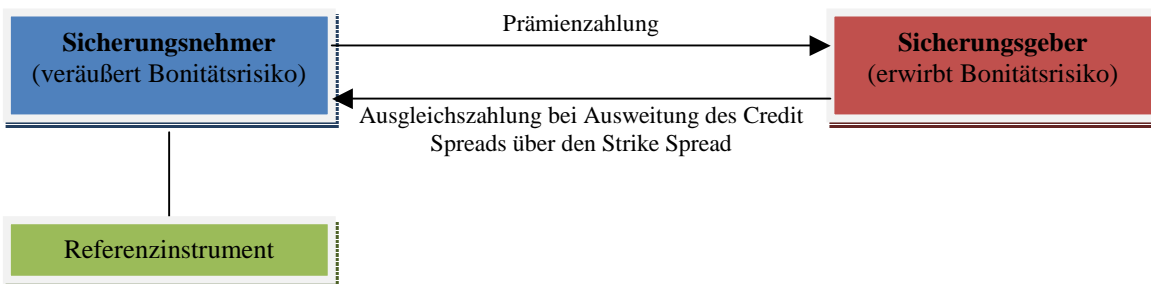 Sicherungsnehmer
(veräußert Bonitätsrisiko)
Prämienzahlung
Sicherungsgeber
(erwirbt Bonitätsrisiko)
Ausgleichszahlung bei Ausweitung des Credit
Spreads über den Strike Spread
Referenzinstrument